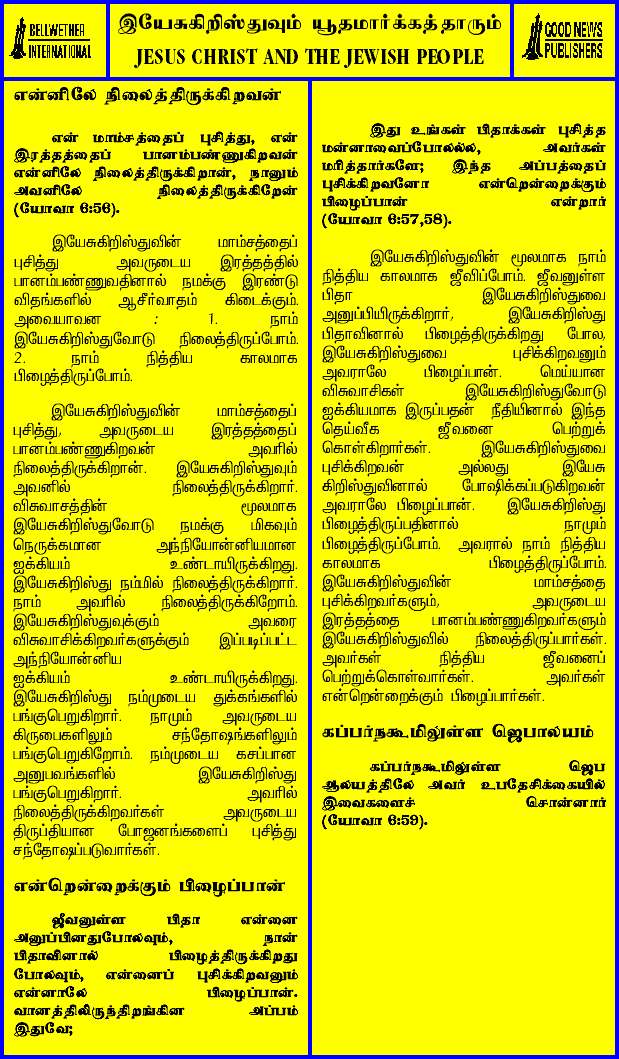 BELLWETHER
INTERNATIONAL
இயேசுகிறிஸ்துவும் யூதமார்க்கத்தாரும்
JESUS CHRIST AND THE JEWISH PEOPLE
GOOD NEWS
PUBLISHERS
என்னிலே நிலைத்திருக்கிறவன்
என் மாம்சத்தைப் புசித்து, என்
இரத்தத்தைப் பானம்பண்ணுகிறவன்
என்னிலே நிலைத்திருக்கிறான், நானும்
அவனிலே நிலைத்திருக்கிறேன்
(யோவா 6:56).
இயேசுகிறிஸ்துவின் மாம்சத்தைப்
புசித்து அவருடைய இரத்தத்தில்
பானம்பண்ணுவதினால் நமக்கு இரண்டு
விதங்களில் ஆசீர்வாதம் கிடைக்கும்.
அவையாவன : 1. நாம்
இயேசுகிறிஸ்துவோடு நிலைத்திருப்போம்.
2. நாம் நித்திய காலமாக
பிழைத்திருப்போம்.
இயேசுகிறிஸ்துவின் மாம்சத்தைப்
புசித்து, அவருடைய இரத்தத்தைப்
பானம்பண்ணுகிறவன் அவரில்
நிலைத்திருக்கிறான். இயேசுகிஸ்துவும்
அவனில் நிலைத்திருக்கிறார்.
விசுவாசத்தின் மூலமாக
இயேசுகிறிஸ்துவோடு நமக்கு மிகவும்
நெருக்கமான அந்நியோன்னியமான
ஐக்கியம் உண்டாயிருக்கிறது.
இயேசுகிறிஸ்து நம்மில் நிலைத்திருக்கிறார்.
நாம் அவரில் நிலைத்திருக்கிறோம்.
இயேசுகிறிஸ்துவுக்கும் அவரை
விசுவாசிக்கிறவர்களுக்கும் இப்படிப்பட்ட
அந்நியோன்னிய
ஐக்கியம் உண்டாயிருக்கிறது.
இயேசுகிறிஸ்து நம்முடைய துக்கங்களில்
பங்குபெறுகிறார். நாமும் அவருடைய
கிருபைகளிலும் சந்தோஷங்களிலும்
பங்குபெறுகிறோம். நம்முடைய கசப்பான
அனுபவங்களில் இயேசுகிறிஸ்து
பங்குபெறுகிறார். அவரில்
நிலைத்திருக்கிறவர்கள் அவருடைய
திருப்தியான போஜனங்களைப் புசித்து
சந்தோஷப்படுவார்கள்.
என்றென்றைக்கும் பிழைப்பான்
ஜீவனுள்ள பிதா என்னை
அனுப்பினதுபோலவும், நான்
பிதாவினால் பிழைத்திருக்கிறது
போலவும், என்னைப் புசிக்கிறவனும்
என்னாலே பிழைப்பான்.
வானத்திலிருந்திறங்கின அப்பம்
இதுவே;
இது உங்கள் பிதாக்கள் புசித்த
மன்னாவைப்போலல்ல, அவர்கள்
மரித்தார்களே; இந்த அப்பத்தைப்
புசிக்கிறவனோ என்றென்றைக்கும்
பிழைப்பான் என்றார்
(யோவா 6:57,58).
இயேசுகிறிஸ்துவின் மூலமாக நாம்
நித்திய காலமாக ஜீவிப்போம். ஜீவனுள்ள
பிதா இயேசுகிறிஸ்துவை
அனுப்பியிருக்கிறார், இயேசுகிறிஸ்து
பிதாவினால் பிழைத்திருக்கிறது போல,
இயேசுகிறிஸ்துவை புசிக்கிறவனும்
அவராலே பிழைப்பான். மெய்யான
விசுவாசிகள் இயேசுகிறிஸ்துவோடு
ஐக்கியமாக இருப்பதன் நீதியினால் இந்த
தெய்வீக ஜீவனை பெற்றுக்
கொள்கிறார்கள். இயேசுகிறிஸ்துவை
புசிக்கிறவன் அல்லது இயேசு
கிறிஸ்துவினால் போஷிக்கப்படுகிறவன்
அவராலே பிழைப்பான். இயேசுகிறிஸ்து
பிழைத்திருப்பதினால் நாமும்
பிழைத்திருப்போம். அவரால் நாம் நித்திய
காலமாக பிழைத்திருப்போம்.
இயேசுகிறிஸ்துவின் மாம்சத்தை
புசிக்கிறவர்களும், அவருடைய
இரத்தத்தை பானம்பண்ணுகிறவர்களும்
இயேசுகிறிஸ்துவில் நிலைத்திருப்பார்கள்.
அவர்கள் நித்திய ஜீவனைப்
பெற்றுக்கொள்வார்கள். அவர்கள்
என்றென்றைக்கும் பிழைப்பார்கள்.
கப்பர்நகூமிலுள்ள ஜெபாலயம்
கப்பர்நகூமிலுள்ள ஜெப
ஆலயத்திலே அவர் உபதேசிக்கையில்
இவைகளைச் சொன்னார்
(யோவா 6:59).